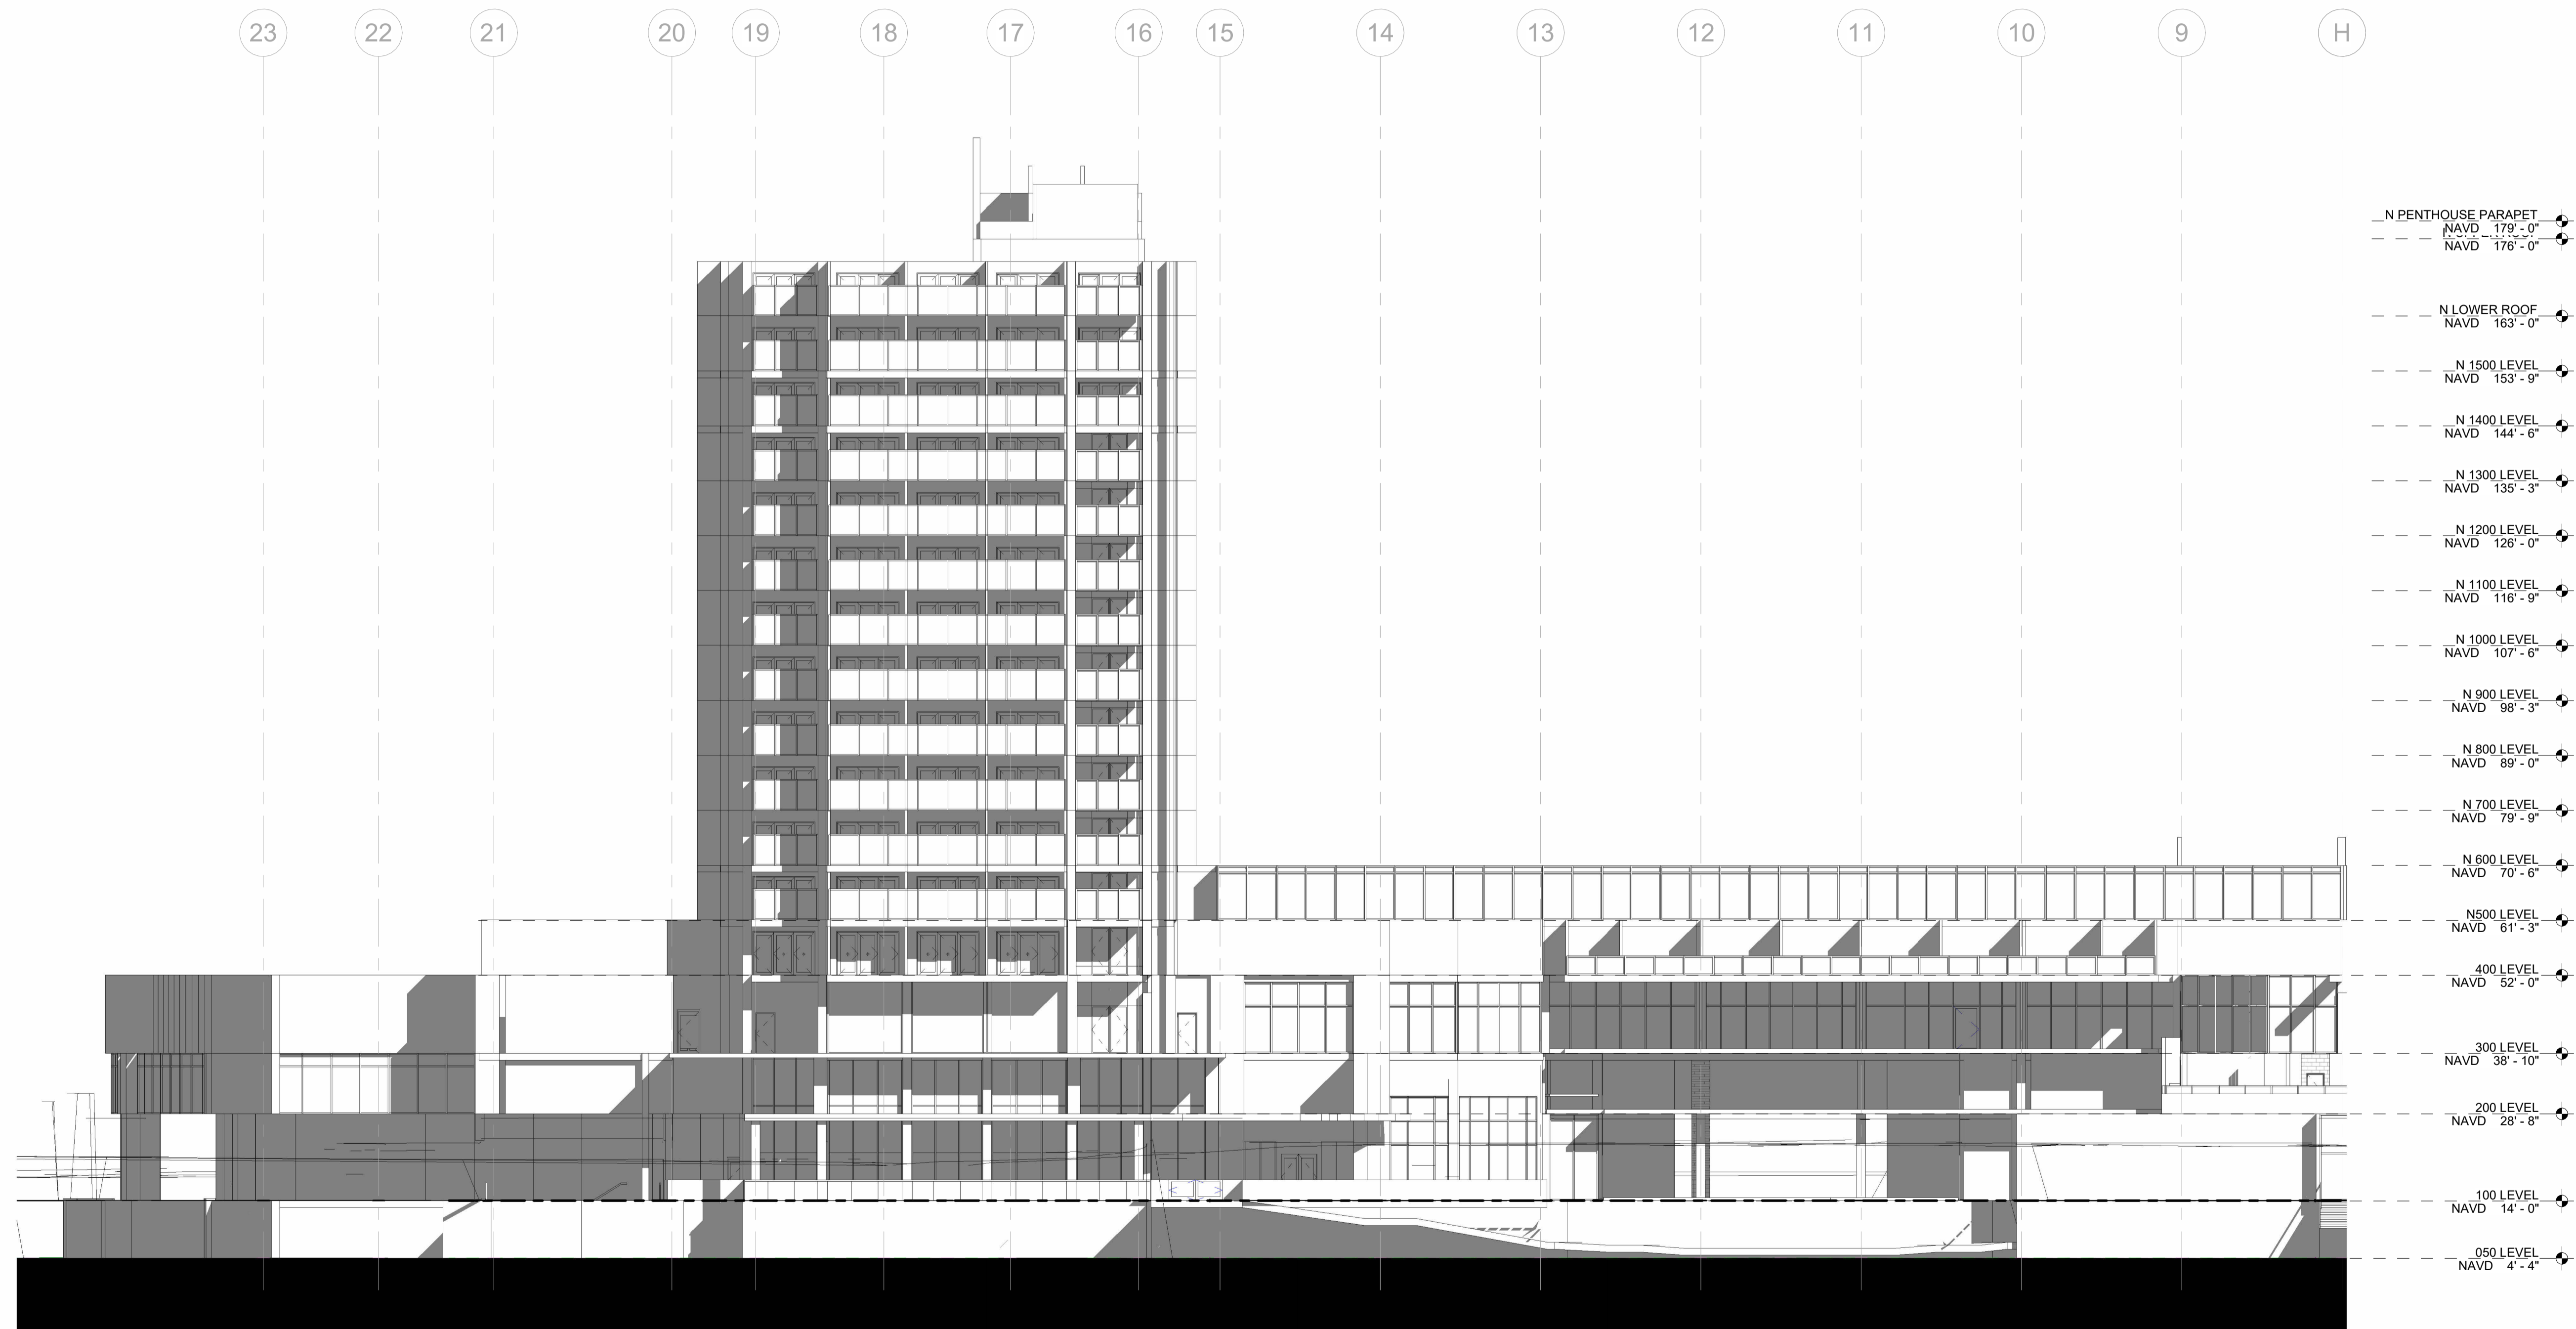 23 22 21 20 19 18 17 16 15 14 13 12 11 10 9 H
N PENTHOUSE PARAPET
NAVD 179' - 0"
NAVD 176' - 0"
N LOWER ROOF
NAVD 163' - 0"
N 1500 LEVEL
NAVD 153' - 9"
N 1400 LEVEL
NAVD 144' - 6"
N 1300 LEVEL
NAVD 135' - 3"
N 1200 LEVEL
NAVD 126' - 0"
N 1100 LEVEL
NAVD 116' - 9"
N 1000 LEVEL
NAVD 107' - 6"
N 900 LEVEL
NAVD 98' - 3"
N 800 LEVEL
NAVD 89' - 0"
N 700 LEVEL
NAVD 79' - 9"
N 600 LEVEL
NAVD 70' - 6"
N500 LEVEL
NAVD 61' - 3"
400 LEVEL
NAVD 52' - 0"
300 LEVEL
NAVD 38' - 10"
200 LEVEL
NAVD 28' - 8"
100 LEVEL
NAVD 14' - 0"
050 LEVEL
NAVD 4' - 4"